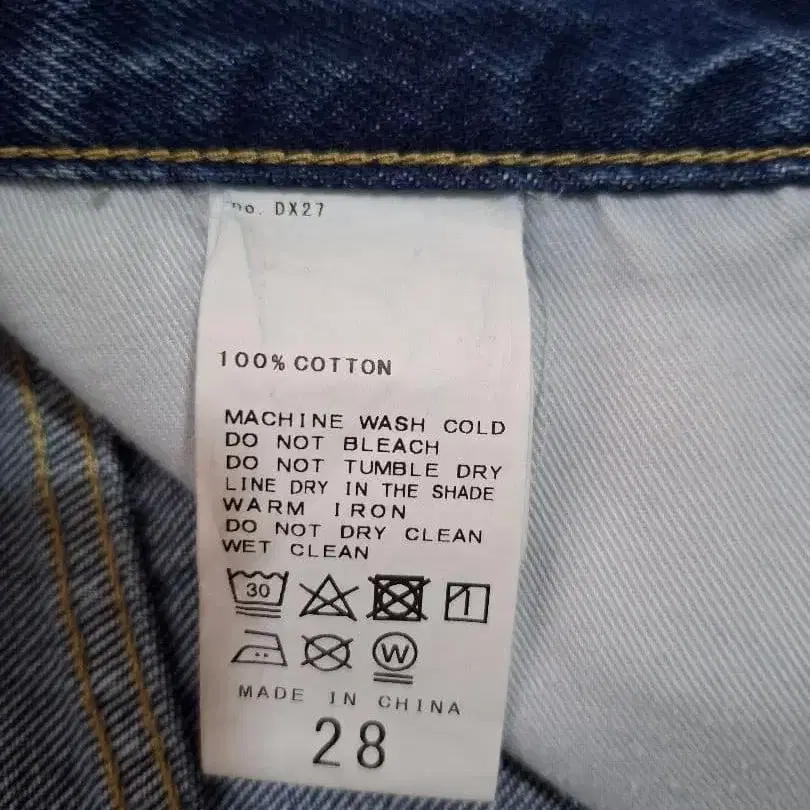 no. DX27
100% COTTON
MACHINE WASH COLD
DO NOT BLEACH
DO NOT TUMBLE DRY
LINE DRY IN THE SHADE
WARM IRON
DO NOT DRY CLEAN
WET CLEAN
30
W
MADE IN CHINA
28